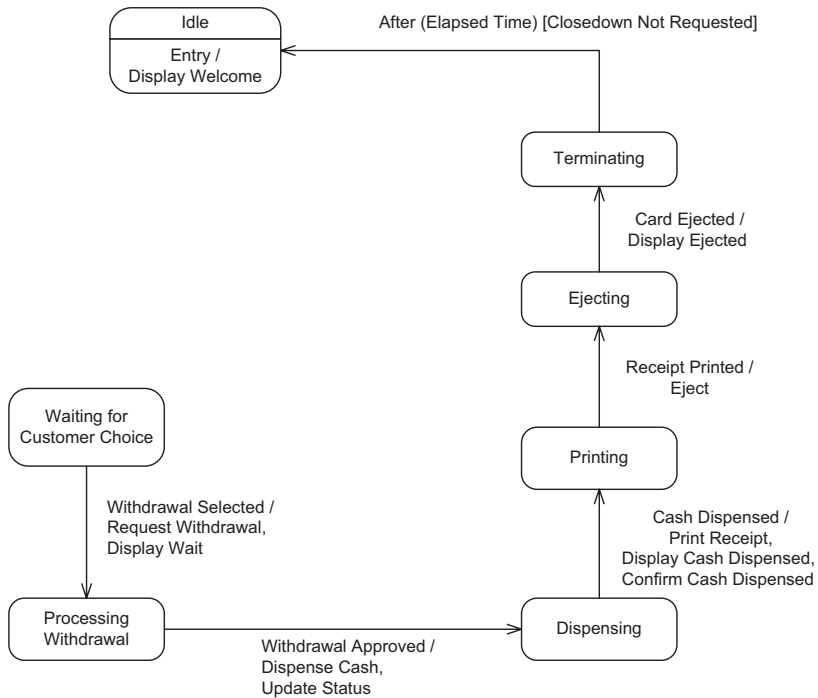 Idle
Entry /
Display Welcome
After (Elapsed Time) [Closedown Not Requested]
Terminating
Card Ejected /
Display Ejected
Ejecting
Receipt Printed /
Eject
Waiting for
Customer Choice
Printing
Withdrawal Selected /
Request Withdrawal,
Display Wait
Cash Dispensed /
Print Receipt,
Display Cash Dispensed,
Confirm Cash Dispensed
Processing
Withdrawal
Dispensing
Withdrawal Approved /
Dispense Cash,
Update Status